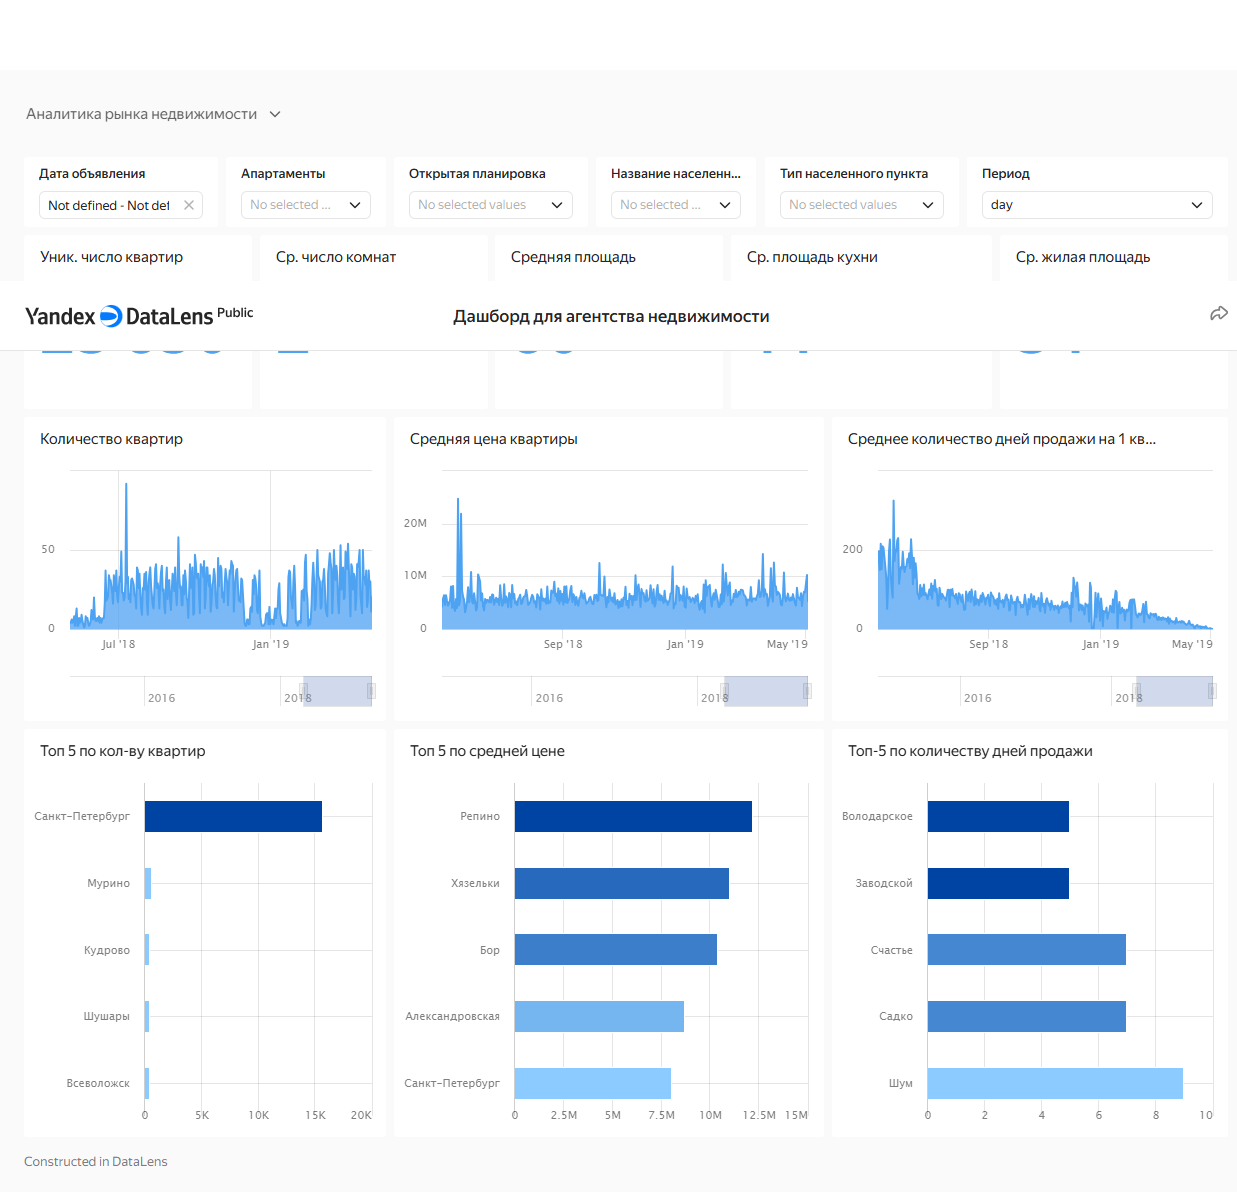 Аналитика рынка недвижимости
Дата объявления
Апартаменты
Открытая планировка
Название населенн...
Тип населенного пункта
Период
Not defined - Not def
No selected ...
No selected values
No selected ...
No selected values
day
Уник. число квартир
Ср. число комнат
Средняя площадь
Ср. площадь кухни
Ср. жилая площадь
Yandex DataLens Public
Дашборд для агентства недвижимости
Количество квартир
50
0
Jul '18
Jan '19
2016
2018
Средняя цена квартиры
20M
10M
0
Sep '18
Jan '19
May '19
2016
2018
Среднее количество дней продажи на 1 кв...
200
0
Sep '18
Jan '19
May '19
2016
2018
Топ 5 по кол-ву квартир
Санкт-Петербург
Мурино
Кудрово
Шушары
Всеволожск
0
5K
10K
15K
20K
Топ 5 по средней цене
Репино
Хязельки
Бор
Александровская
Санкт-Петербург
0
2.5M
5M
7.5M
10M
12.5M
15M
Топ-5 по количеству дней продажи
Володарское
Заводской
Счастье
Садко
Шум
0
2
4
6
8
10
Constructed in DataLens